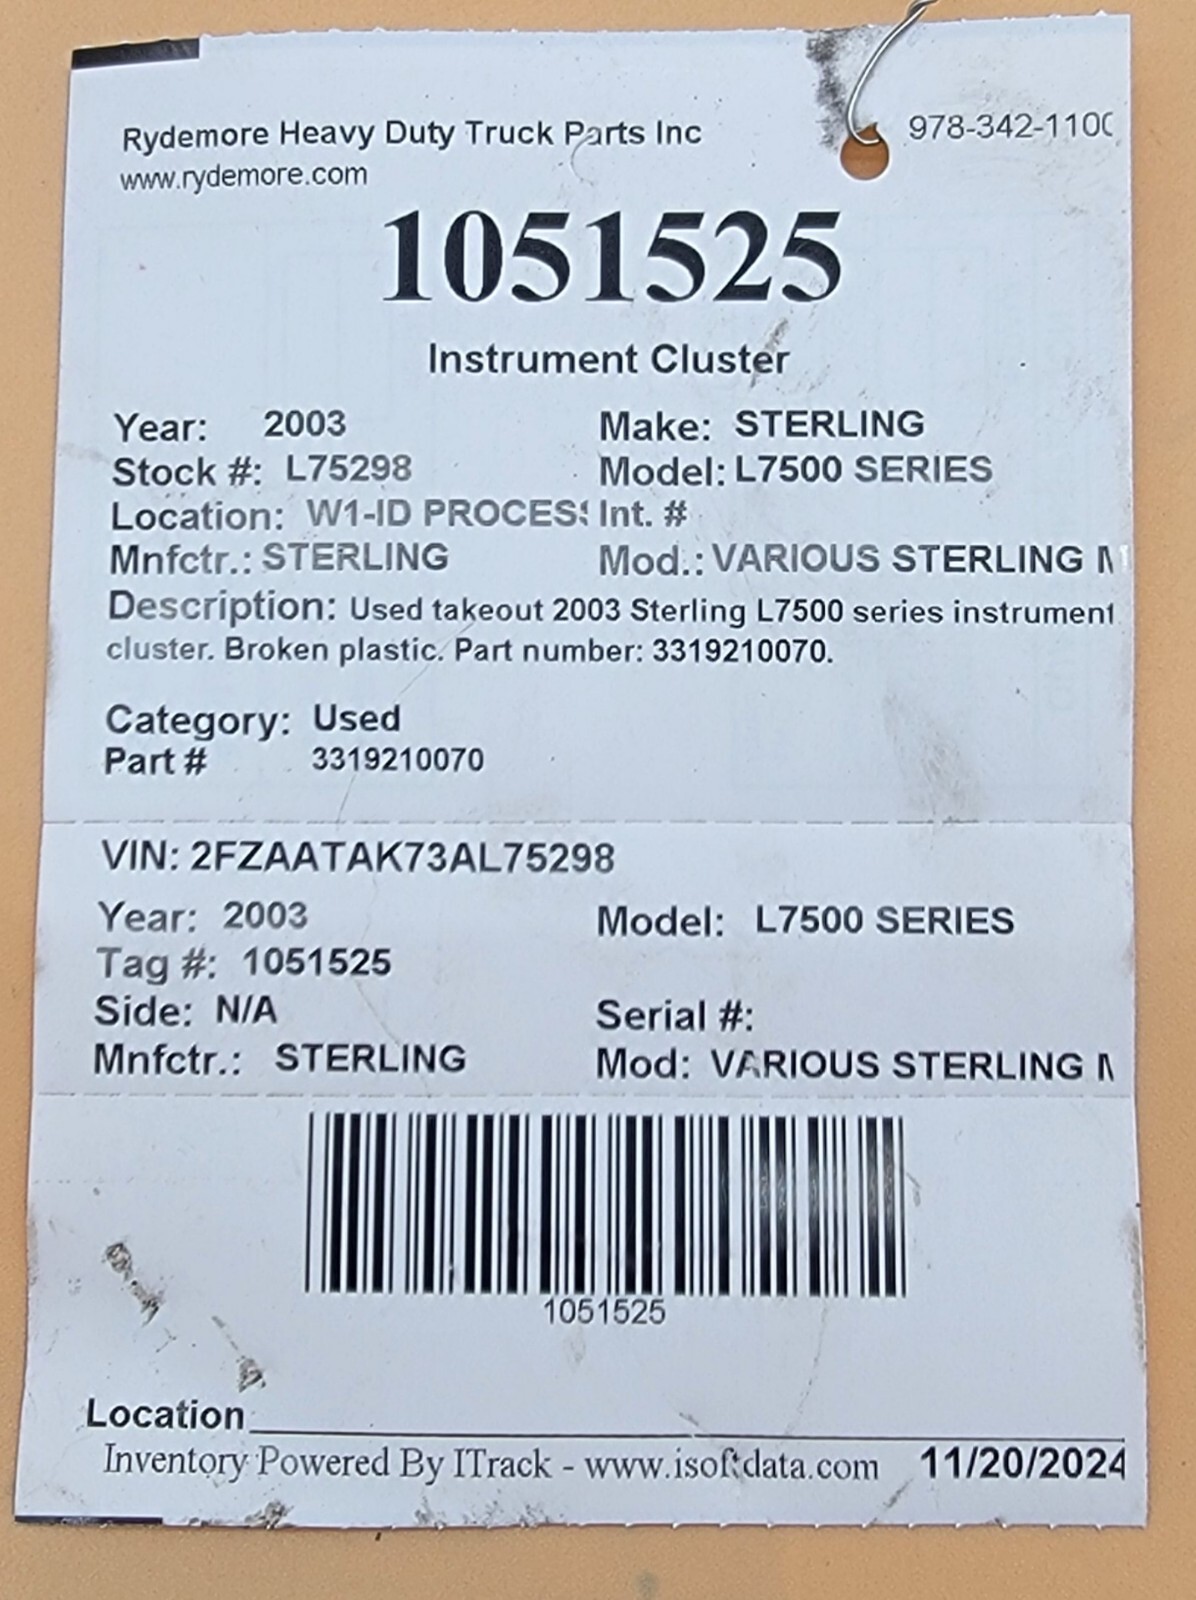 Rydemore Heavy Duty Truck Parts Inc 978-342-110
www.rydemore.com
1051525
Instrument Cluster
Year: 2003 Make: STERLING
Stock #: L75298 Model: L7500 SERIES
Location: W1-ID PROCES Int. #
Mnfctr.: STERLING Mod.: VARIOUS STERLING
Description: Used takeout 2003 Sterling L7500 series instrument
cluster. Broken plastic. Part number: 3319210070.
Category: Used
Part # 3319210070
VIN: 2FZAATAK73AL75298
Year: 2003 Model: L7500 SERIES
Tag #: 1051525
Side: N/A Serial #:
Mnfctr.: STERLING Mod: VARIOUS STERLING
1051525
Location
Inventory Powered By ITrack - www.isoftdata.com 11/20/2024